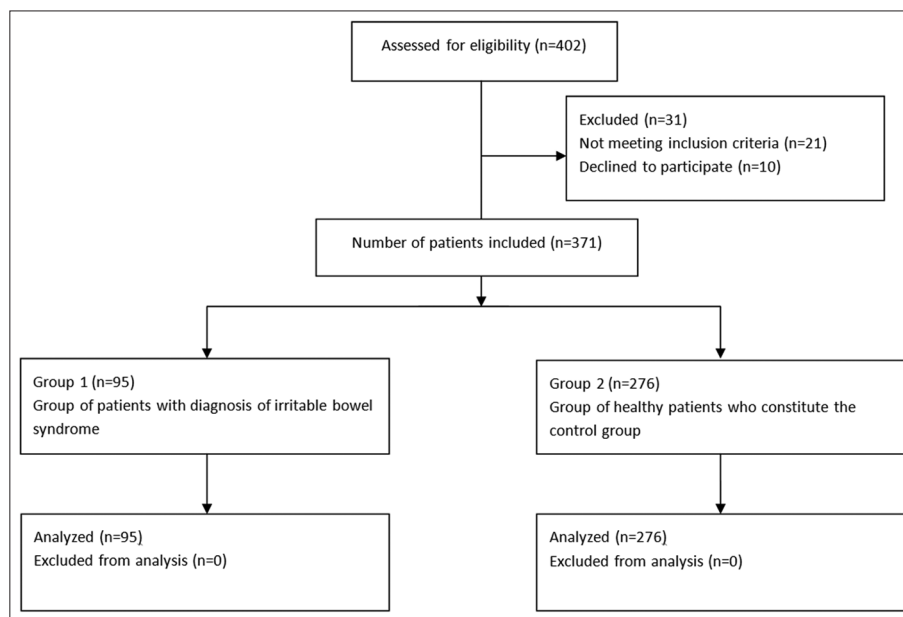 Assessed for eligibility (n=402)
Excluded (n=31)
Not meeting inclusion criteria (n=21)
Declined to participate (n=10)
Number of patients included (n=371)
Group 1 (n=95)
Group of patients with diagnosis of irritable bowel
syndrome
Group 2 (n=276)
Group of healthy patients who constitute the
control group
Analyzed (n=95)
Excluded from analysis (n=0)
Analyzed (n=276)
Excluded from analysis (n=0)